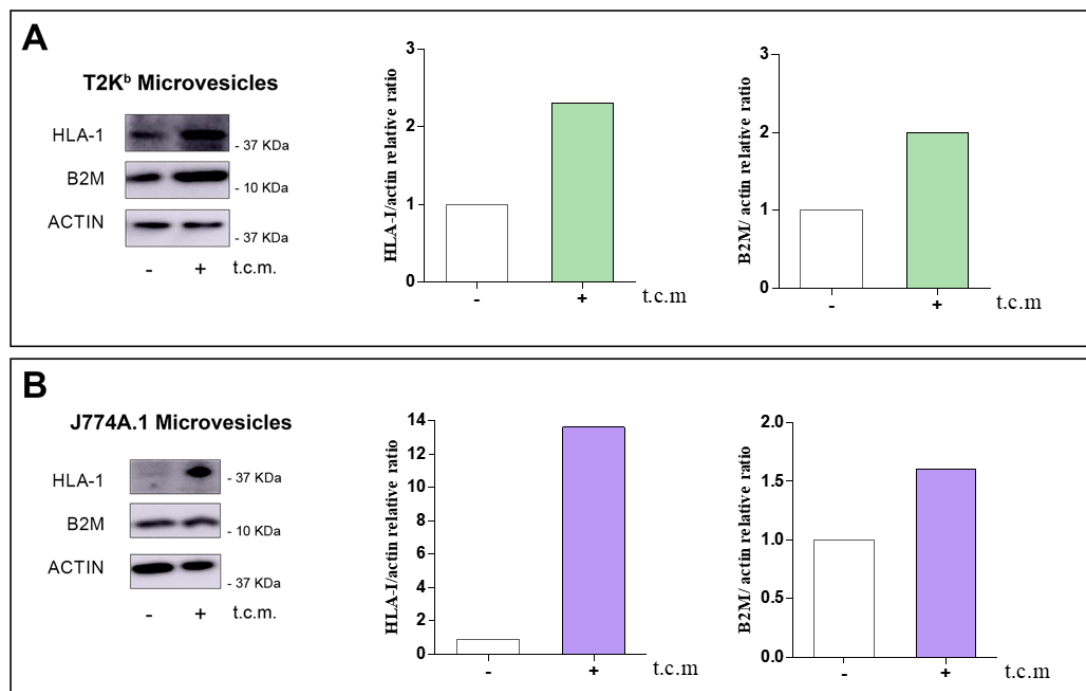 A
T2Kᵇ Microvesicles
HLA-1
- 37 KDa
B2M
- 10 KDa
ACTIN
- 37 KDa
- + t.c.m.
HLA-I/actin relative ratio
3
2
1
0
- + t.c.m
B2M/ actin relative ratio
3
2
1
0
- + t.c.m
B
J774A.1 Microvesicles
HLA-1
- 37 KDa
B2M
- 10 KDa
ACTIN
- 37 KDa
- + t.c.m.
HLA-I/actin relative ratio
14
12
10
8
6
4
2
0
- + t.c.m
B2M/ actin relative ratio
2.0
1.5
1.0
0.5
0.0
- + t.c.m